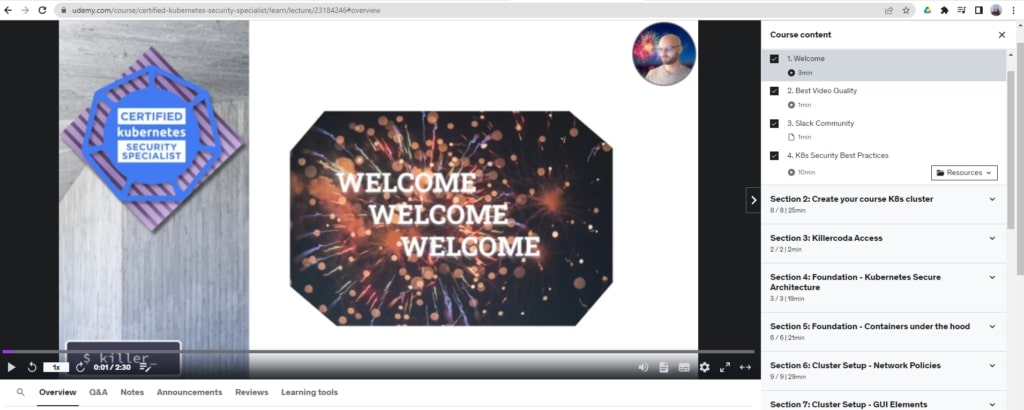 udemy.com/course/certified-kubernetes-security-specialist/learn/lecture/23184246#overview
CERTIFIED
kubernetes
SECURITY
SPECIALIST
WELCOME
WELCOME
WELCOME
$ killer_
1x
0:01 / 2:30
Overview
Q&A
Notes
Announcements
Reviews
Learning tools
Course content
1. Welcome
3min
2. Best Video Quality
1min
3. Slack Community
1min
4. K8s Security Best Practices
10min
Resources
Section 2: Create your course K8s cluster
8 / 8 | 25min
Section 3: Killercoda Access
2 / 2 | 2min
Section 4: Foundation - Kubernetes Secure
Architecture
3 / 3 | 19min
Section 5: Foundation - Containers under the hood
6 / 6 | 21min
Section 6: Cluster Setup - Network Policies
9 / 9 | 29min
Section 7: Cluster Setup - GUI Elements